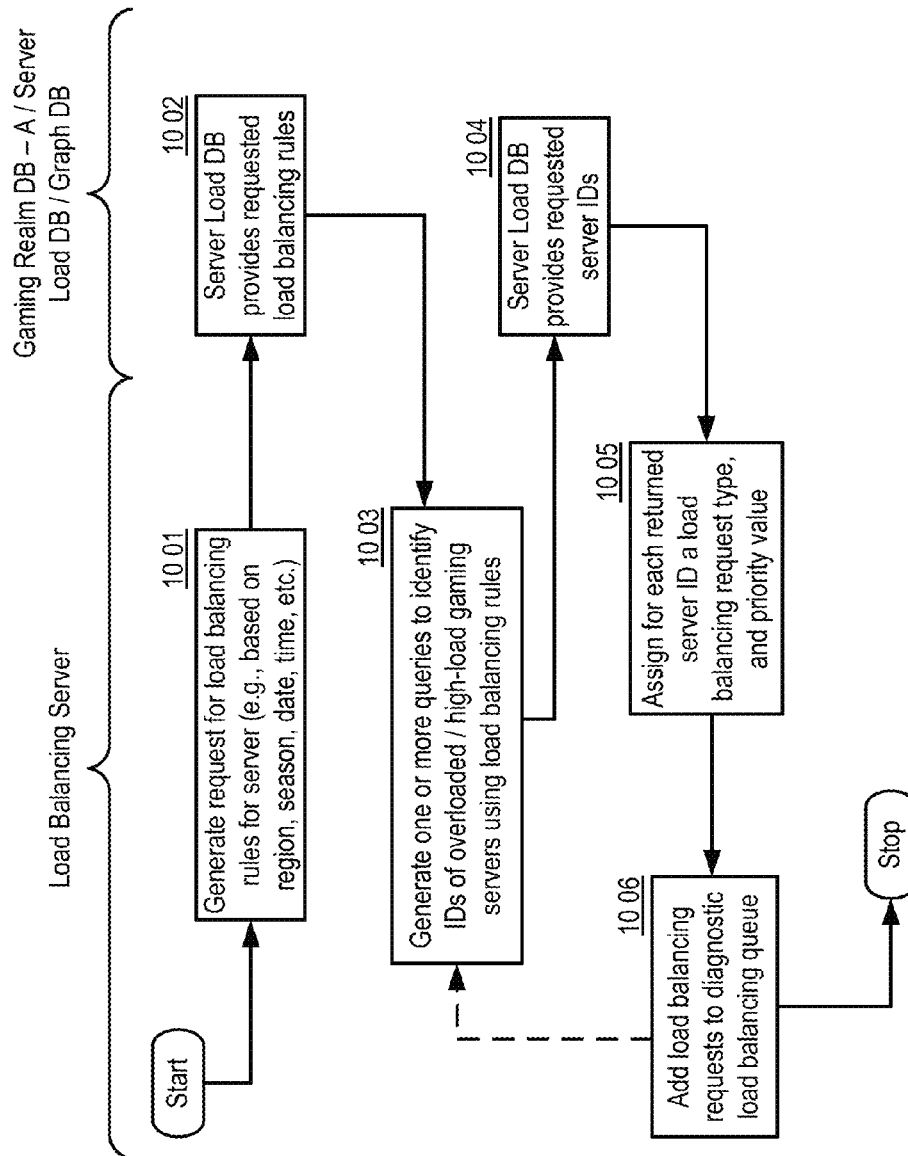 Load Balancing Server
Gaming Realm DB – A / Server
Load DB / Graph DB
Start
10 01
Generate request for load balancing
rules for server (e.g., based on
region, season, date, time, etc.)
10 02
Server Load DB
provides requested
load balancing rules
10 03
Generate one or more queries to identify
IDs of overloaded / high-load gaming
servers using load balancing rules
10 04
Server Load DB
provides requested
server IDs
10 05
Assign for each returned
server ID a load
balancing request type,
and priority value
10 06
Add load balancing
requests to diagnostic
load balancing queue
Stop